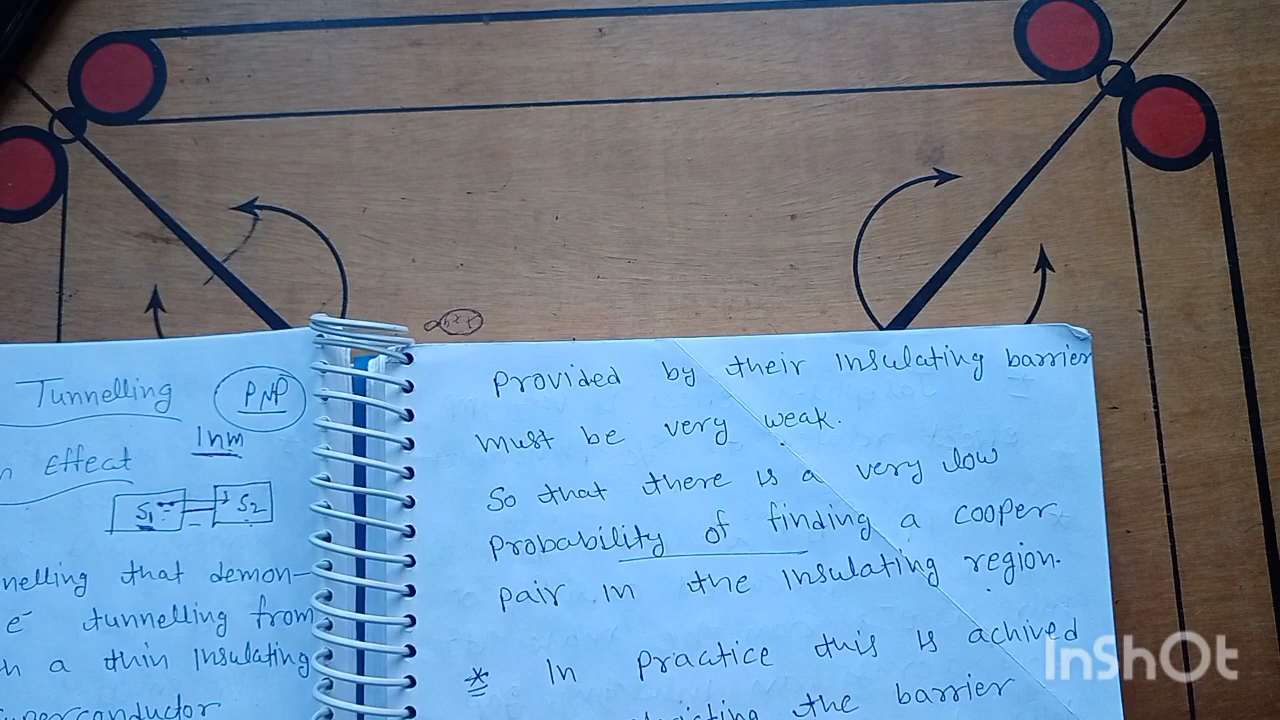 Tunnelling
PNP
1nm
Effect
S1 S2
nelling that demon-
e- tunnelling from
a thin insulating
superconductor
Provided by their insulating barrier
must be very weak.
So that there is a very low
probability of finding a cooper
pair in the insulating region.
* In practice this is achived
the barrier
InShOt